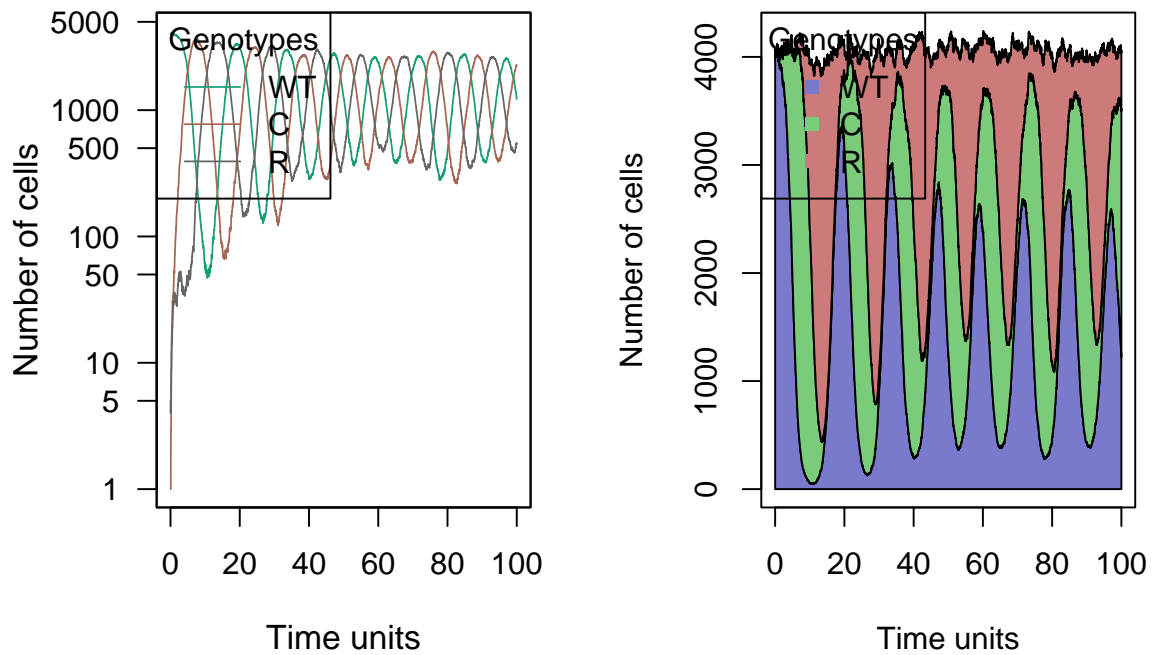 Genotypes
WT
C
R
5000
1000
500
100
50
10
5
1
Number of cells
0 20 40 60 80 100
Time units
Genotypes
WT
C
R
4000
3000
2000
1000
0
Number of cells
0 20 40 60 80 100
Time units